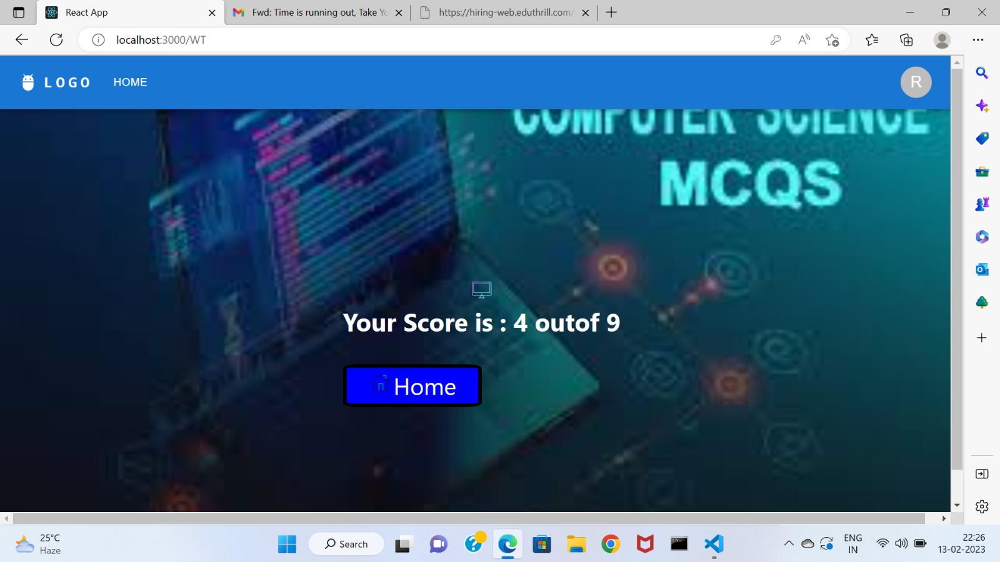 React App
Fwd: Time is running out, Take Yo
https://hiring-web.eduthrill.com/
localhost:3000/WT
LOGO
HOME
R
COMPUTER SCIENCE
MCQS
Your Score is : 4 outof 9
Home
25°C
Haze
Search
ENG
IN
22:26
13-02-2023